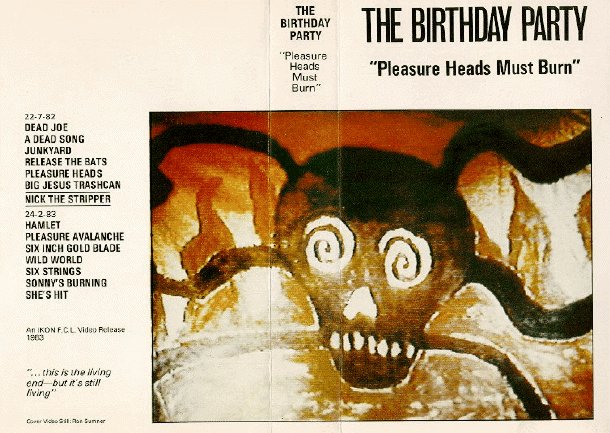 22-7-82
DEAD JOE
A DEAD SONG
JUNKYARD
RELEASE THE BATS
PLEASURE HEADS
BIG JESUS TRASHCAN
NICK THE STRIPPER
24-2-83
HAMLET
PLEASURE AVALANCHE
SIX INCH GOLD BLADE
WILD WORLD
SIX STRINGS
SONNY'S BURNING
SHE'S HIT
An IKON F.C.L. Video Release
1983
"... this is the living
end—but it's still
living"
Cover Video Still: Ron Sumner
THE
BIRTHDAY
PARTY
"Pleasure
Heads
Must
Burn"
THE BIRTHDAY PARTY
"Pleasure Heads Must Burn"